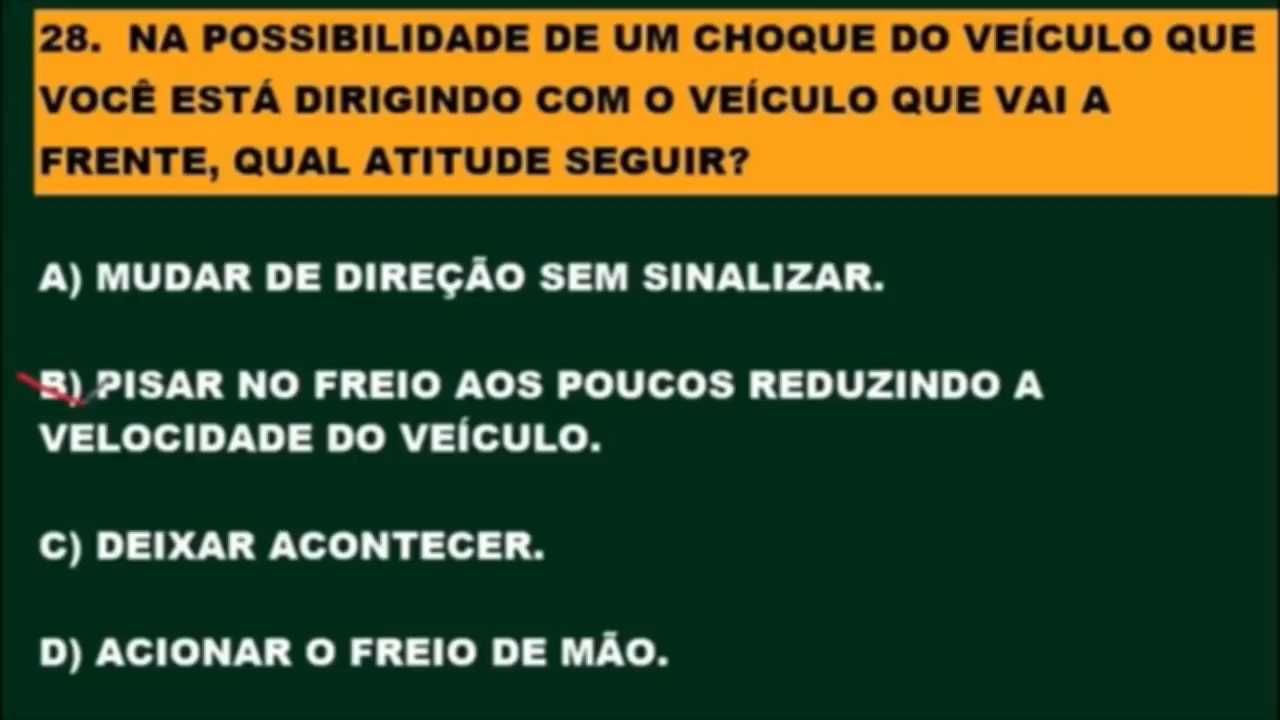 28. NA POSSIBILIDADE DE UM CHOQUE DO VEÍCULO QUE
VOCÊ ESTÁ DIRIGINDO COM O VEÍCULO QUE VAI A
FRENTE, QUAL ATITUDE SEGUIR?
A) MUDAR DE DIREÇÃO SEM SINALIZAR.
B) PISAR NO FREIO AOS POUCOS REDUZINDO A
VELOCIDADE DO VEÍCULO.
C) DEIXAR ACONTECER.
D) ACIONAR O FREIO DE MÃO.